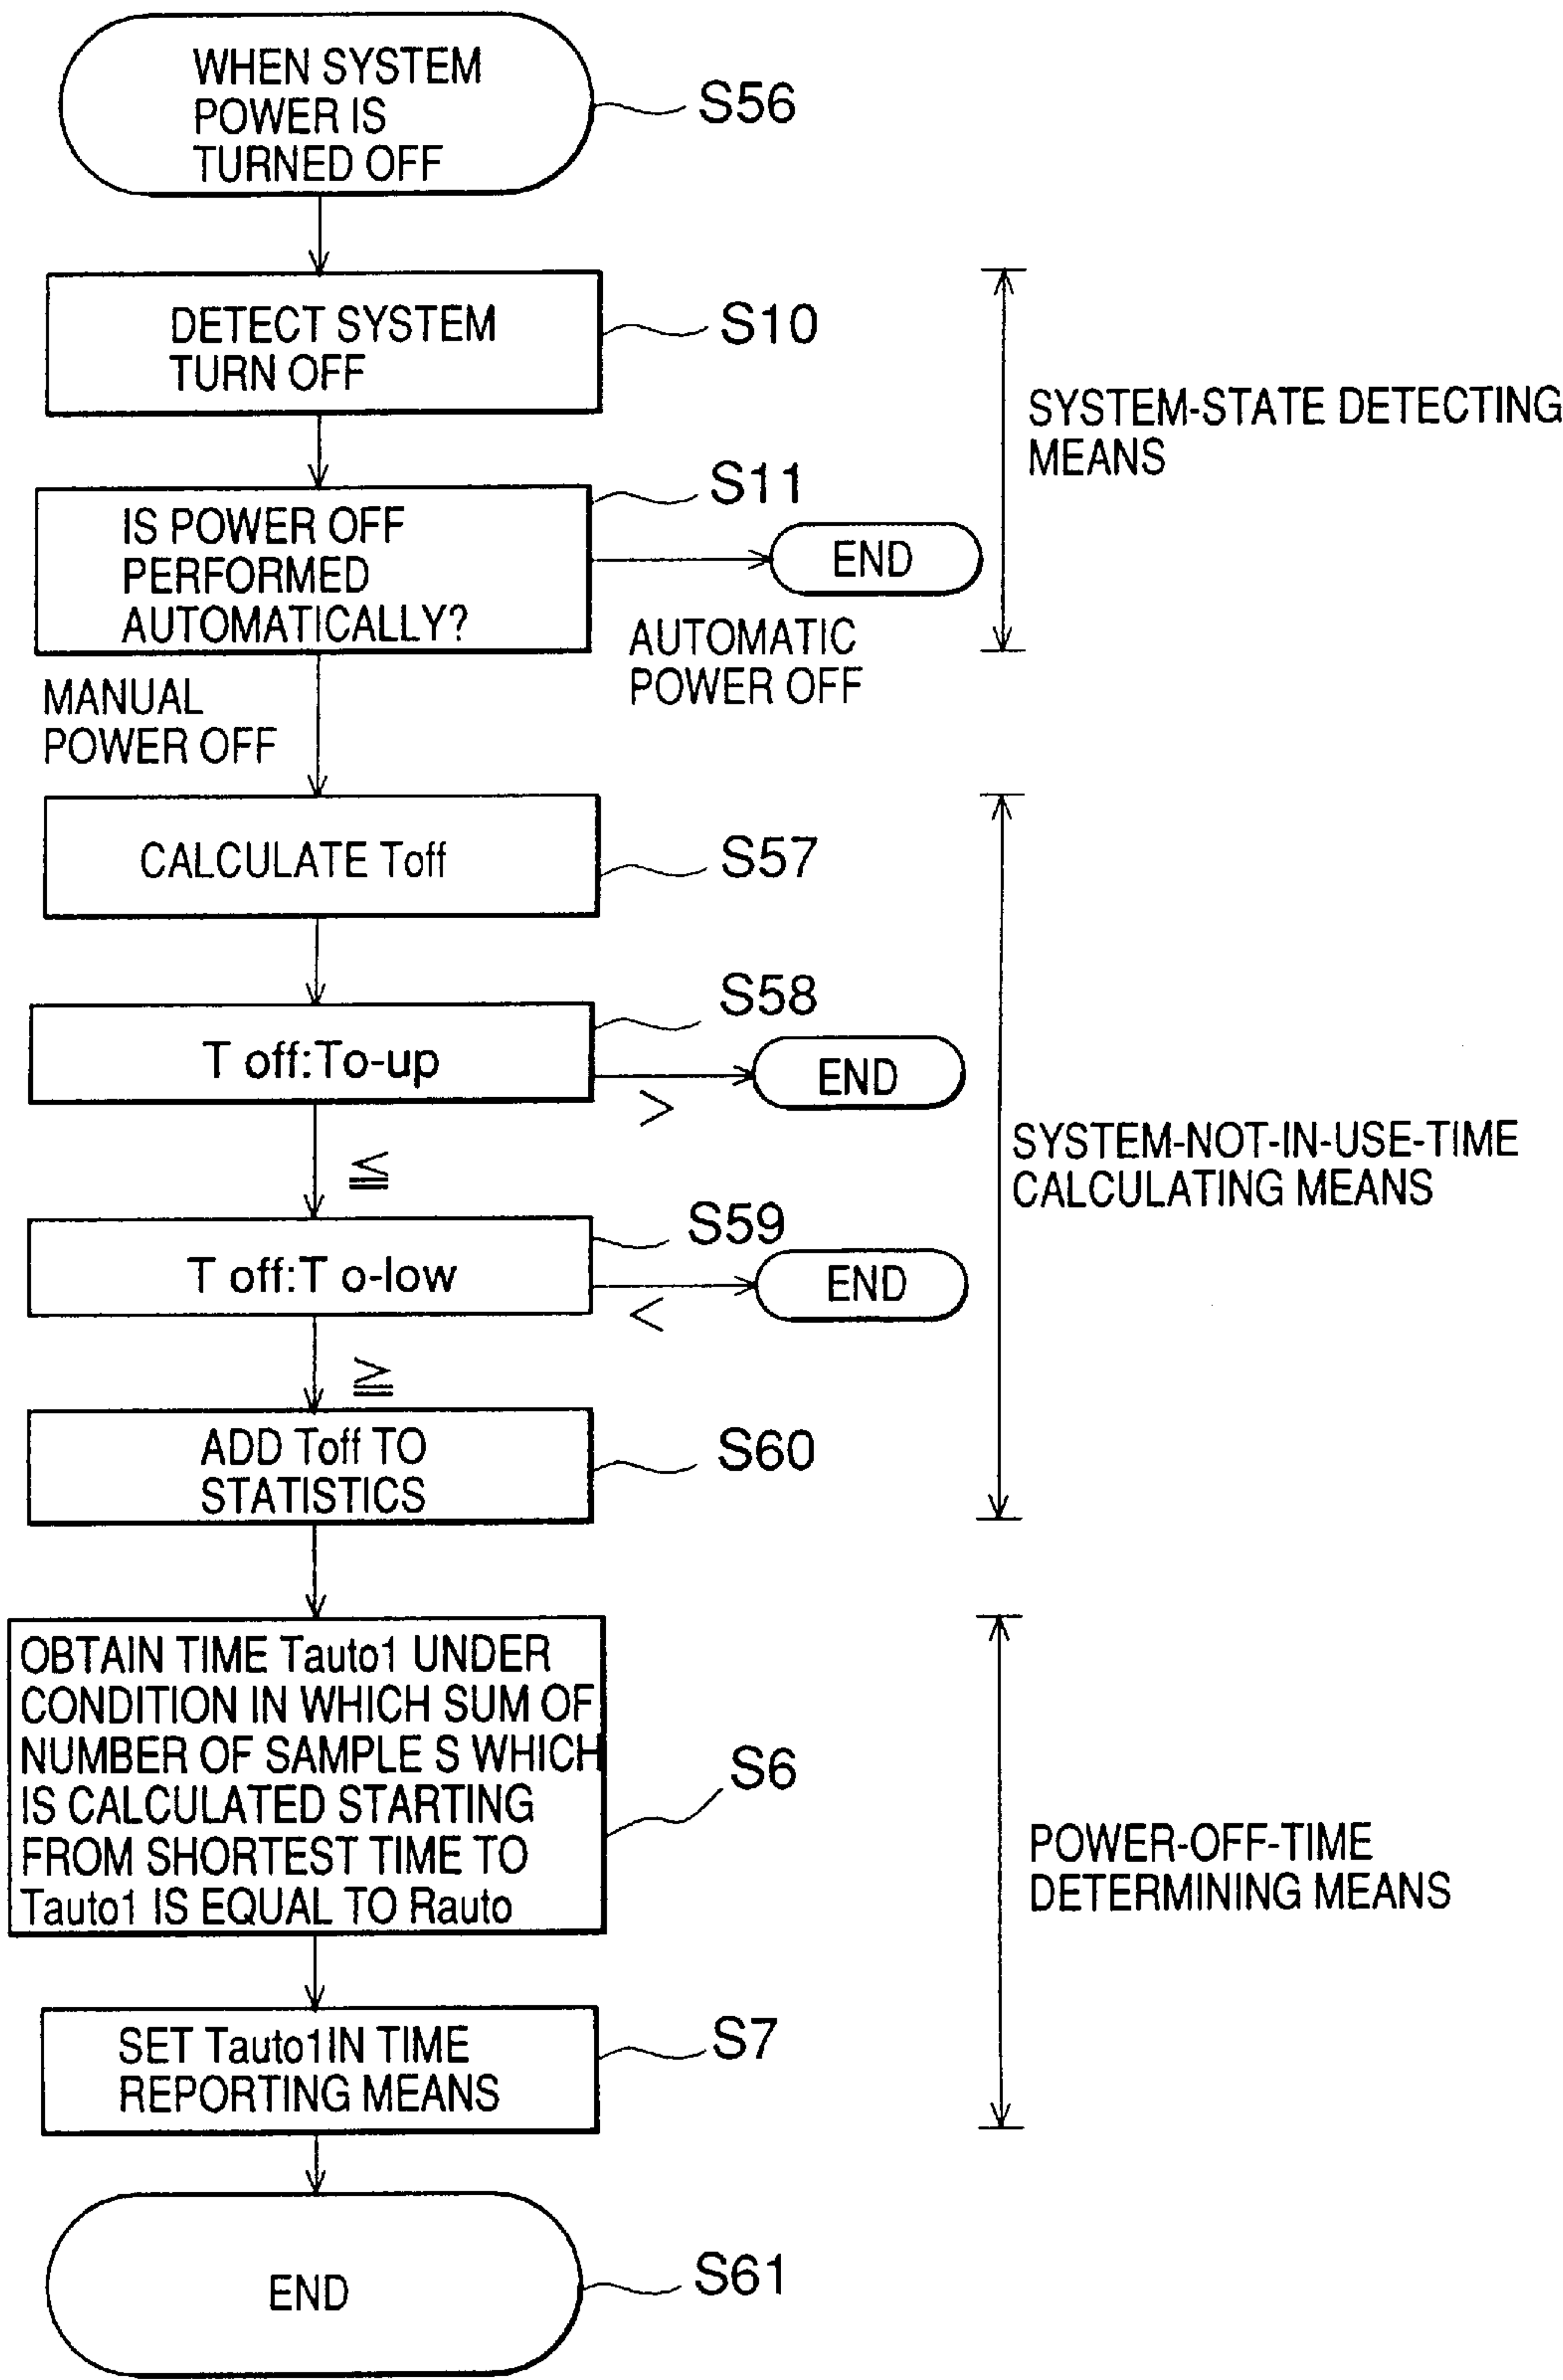 WHEN SYSTEM
POWER IS
TURNED OFF
S56
DETECT SYSTEM
TURN OFF
S10
SYSTEM-STATE DETECTING
MEANS
S11
IS POWER OFF
PERFORMED
AUTOMATICALLY?
END
AUTOMATIC
POWER OFF
MANUAL
POWER OFF
CALCULATE Toff
S57
S58
T off:To-up
END
>
≦
SYSTEM-NOT-IN-USE-TIME
CALCULATING MEANS
S59
T off:T o-low
END
<
≧
ADD Toff TO
STATISTICS
S60
OBTAIN TIME Tauto1 UNDER
CONDITION IN WHICH SUM OF
NUMBER OF SAMPLE S WHICH
IS CALCULATED STARTING
FROM SHORTEST TIME TO
Tauto1 IS EQUAL TO Rauto
S6
POWER-OFF-TIME
DETERMINING MEANS
SET Tauto1IN TIME
REPORTING MEANS
S7
END
S61